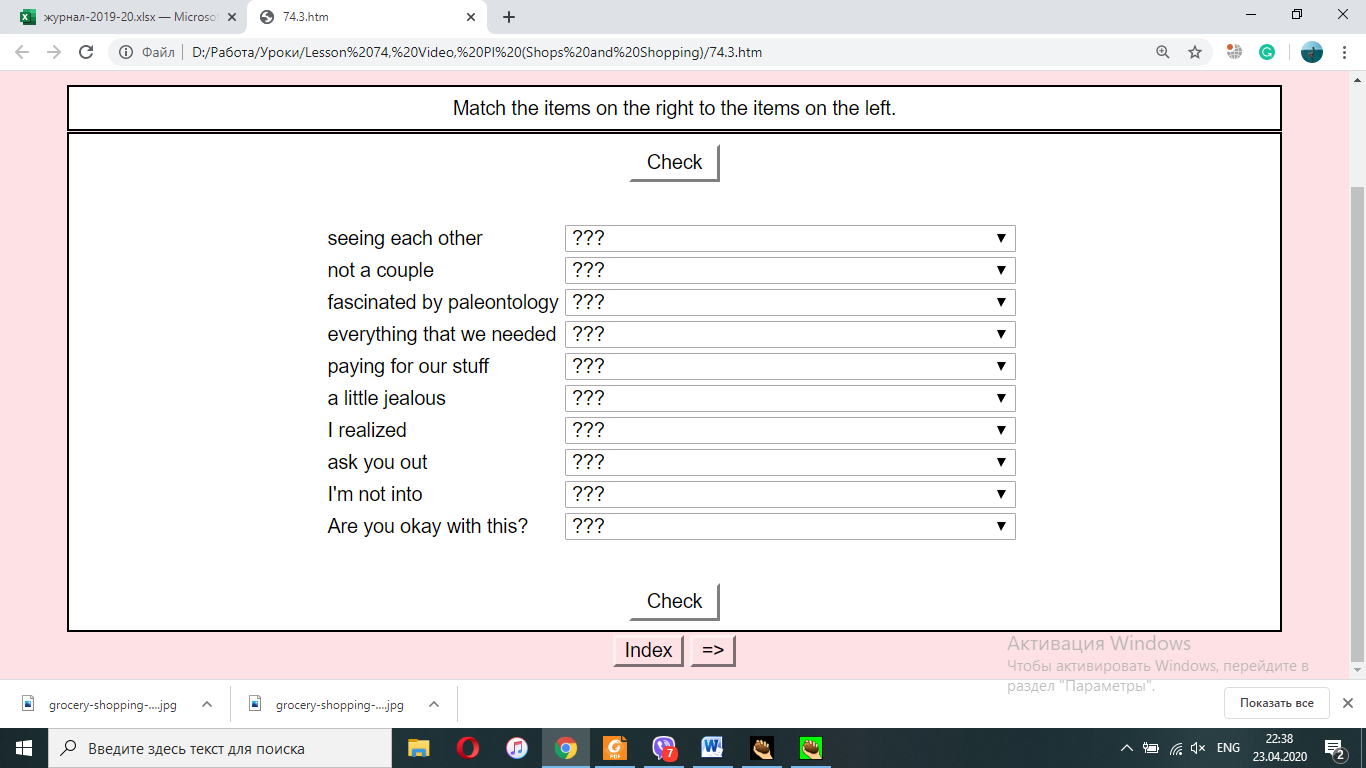 журнал-2019-20.xlsx — Microso
74.3.htm
Файл
D:/Работа/Уроки/Lesson%2074,%20Video,%20PI%20(Shops%20and%20Shopping)/74.3.htm
Match the items on the right to the items on the left.
Check
seeing each other ???
not a couple ???
fascinated by paleontology ???
everything that we needed ???
paying for our stuff ???
a little jealous ???
I realized ???
ask you out ???
I'm not into ???
Are you okay with this? ???
Check
Index =>
Активация Windows
Чтобы активировать Windows, перейдите в
раздел "Параметры".
grocery-shopping-....jpg
grocery-shopping-....jpg
Показать все
Введите здесь текст для поиска
7
ENG
22:38
23.04.2020
2